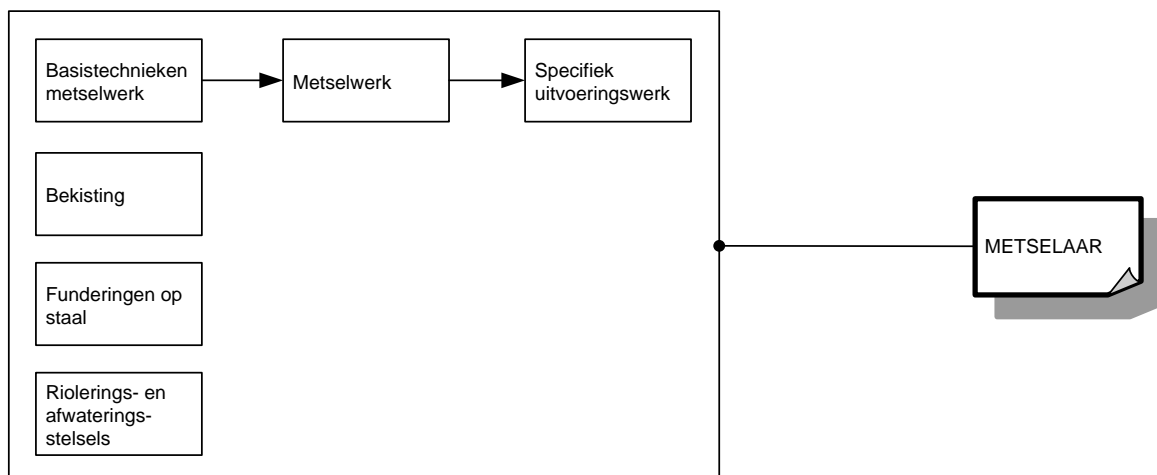 Basistechnieken
metselwerk
Metselwerk
Specifiek
uitvoeringswerk
Bekisting
Funderingen op
staal
Riolerings- en
afwaterings-
stelsels
METSELAAR